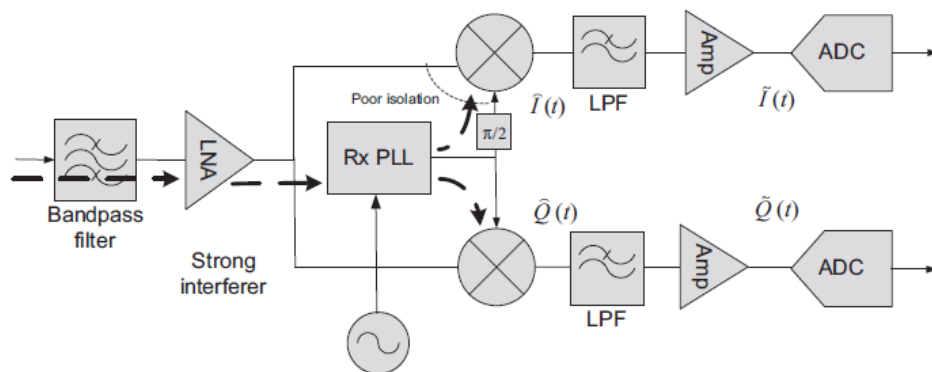 Amp
ADC
Poor isolation
Î(t)
LPF
Ĩ(t)
π/2
LNA
Rx PLL
Bandpass
filter
Q̂(t)
Q̃(t)
Strong
interferer
Amp
ADC
LPF